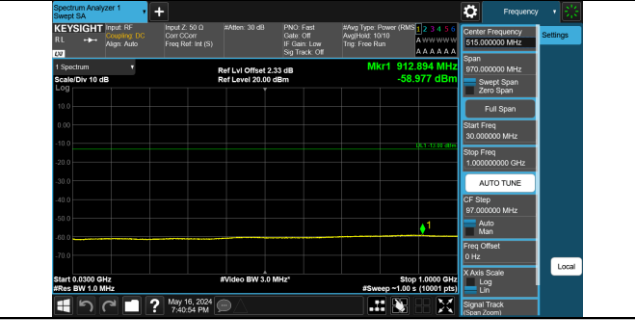 Spectrum Analyzer 1
Swept SA
+
Frequency
KEYSIGHT
RL
Input: RF
Coupling: DC
Align: Auto
Input Z: 50 Ω
Corr CCorr
Freq Ref: Int (S)
#Atten: 30 dB
PNO: Fast
Gate: Off
IF Gain: Low
Sig Track: Off
#Avg Type: Power (RMS
Avg|Hold: 10/10
Trig: Free Run
1 2 3 4 5 6
A W W W W W
A A A A A A
1 Spectrum
Scale/Div 10 dB
Log
Ref Lvl Offset 2.33 dB
Ref Level 20.00 dBm
Mkr1 912.894 MHz
-58.977 dBm
10.0
0.00
-10.0
-20.0
-30.0
-40.0
-50.0
-60.0
-70.0
DL1 -13.00 dBm
1
Start 0.0300 GHz
#Res BW 1.0 MHz
#Video BW 3.0 MHz*
Stop 1.0000 GHz
#Sweep ~1.00 s (10001 pts)
May 16, 2024
7:40:54 PM
?
Center Frequency
515.000000 MHz
Settings
Span
970.000000 MHz
Swept Span
Zero Span
Full Span
Start Freq
30.000000 MHz
Stop Freq
1.000000000 GHz
AUTO TUNE
CF Step
97.000000 MHz
Auto
Man
Freq Offset
0 Hz
X Axis Scale
Log
Lin
Local
Signal Track
(Span Zoom)